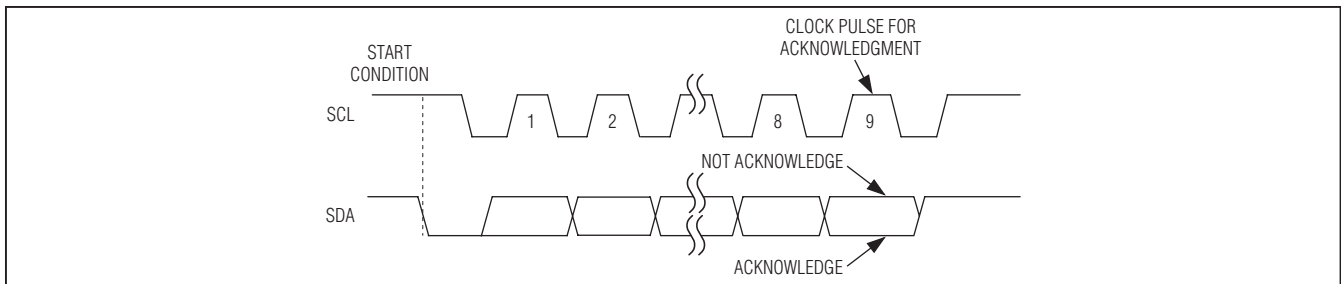 CLOCK PULSE FOR
ACKNOWLEDGMENT
START
CONDITION
SCL
1
2
8
9
NOT ACKNOWLEDGE
SDA
ACKNOWLEDGE